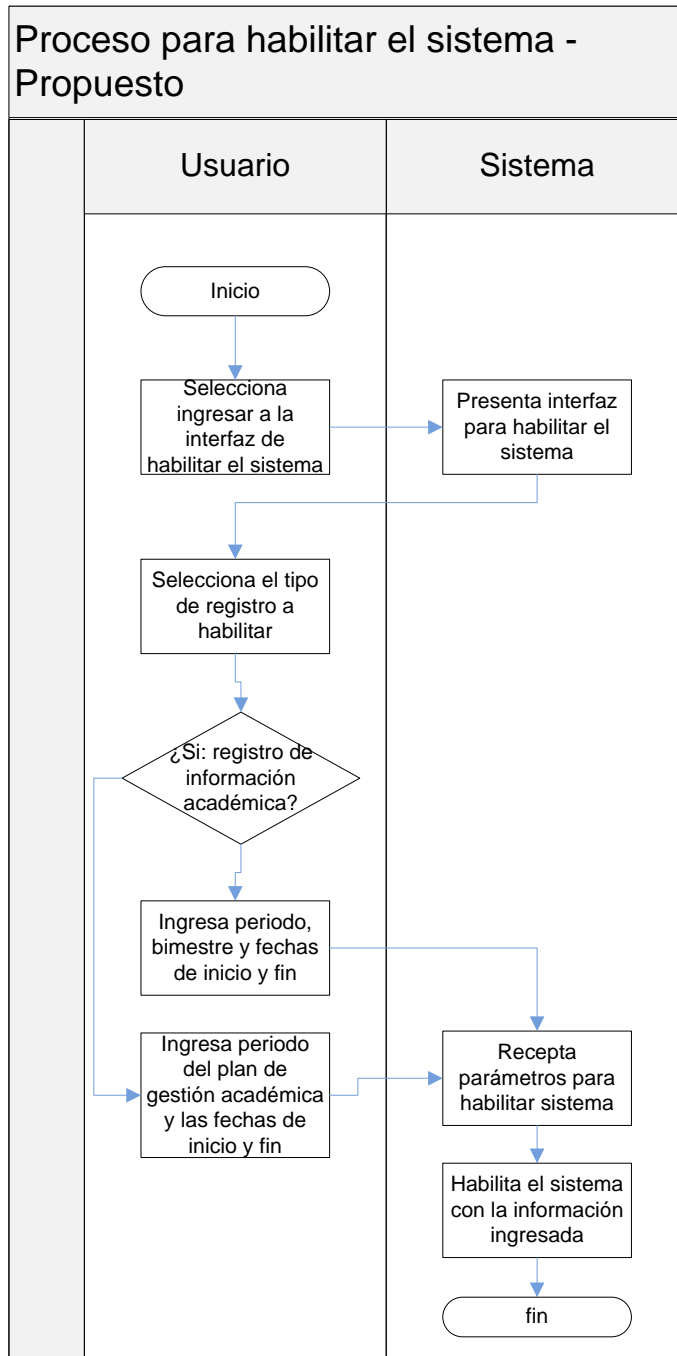 Proceso para habilitar el sistema -
Propuesto
Usuario
Sistema
Inicio
Selecciona
ingresar a la
interfaz de
habilitar el sistema
Presenta interfaz
para habilitar el
sistema
Selecciona el tipo
de registro a
habilitar
¿Si: registro de
información
académica?
Ingresa periodo,
bimestre y fechas
de inicio y fin
Ingresa periodo
del plan de
gestión académica
y las fechas de
inicio y fin
Recepta
parámetros para
habilitar sistema
Habilita el sistema
con la información
ingresada
fin